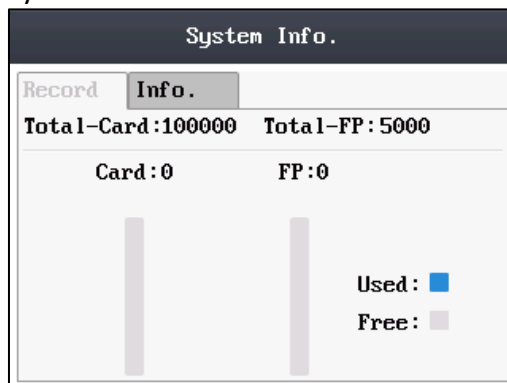 System Info.
Record Info.
Total-Card:100000 Total-FP:5000
Card:0 FP:0
Used:
Free: